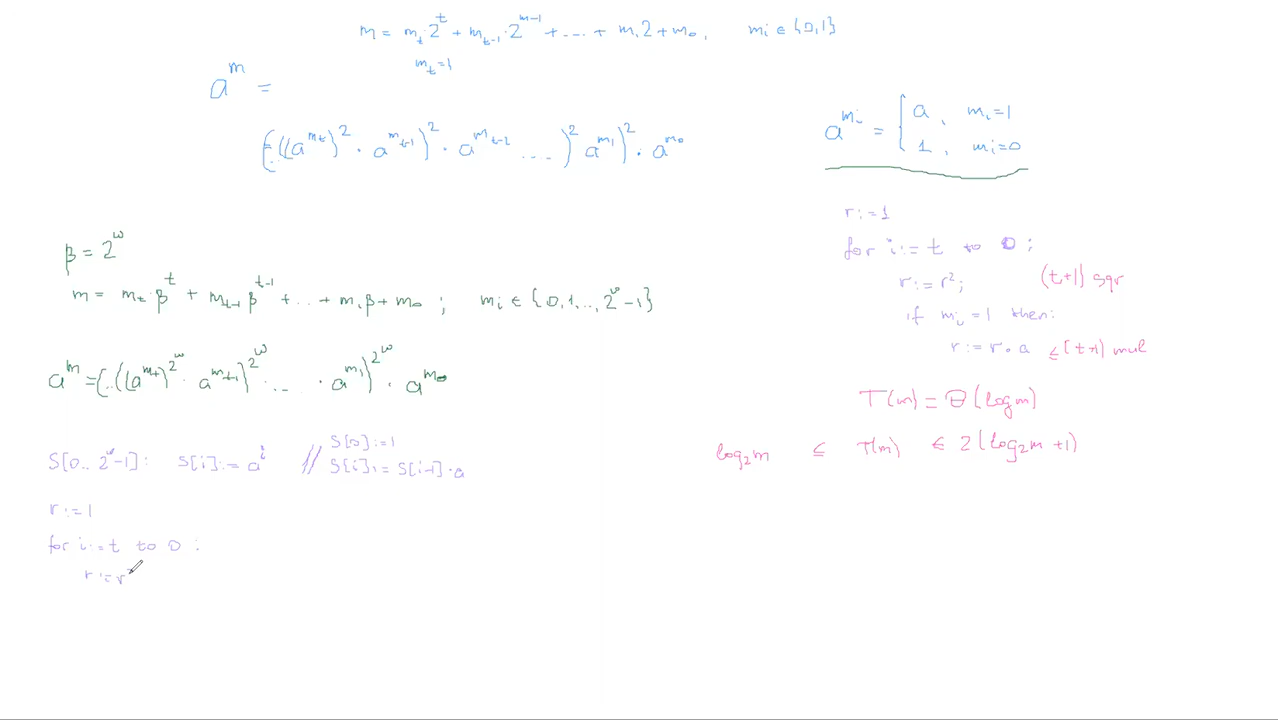 m = m_t·2^t + m_{t-1}·2^{m-1} + .... + m_1 2 + m_0, m_i ∈ {0,1}
m_t = 1
a^m =
(..((a^{m_t})^2 · a^{m_{t-1}})^2 · a^{m_{t-2}} ....)^2 a^{m_1})^2 · a^{m_0}
a^{m_i} = { a, m_i=1
1, m_i=0
r := 1
for i := t to 0 :
r := r^2; (t+1) sqr
if m_i = 1 then:
r := r · a ≤ (t+1) mul
T(m) = Θ(log m)
log_2 m ≤ T(m) ≤ 2(log_2 m + 1)
β = 2^w
m = m_t·β^t + m_{t-1} β^{t-1} + ... + m_1 β + m_0 ; m_i ∈ {0,1,..,2^w-1}
a^m = (..((a^{m_t})^{2^w} · a^{m_{t-1}})^{2^w} · .... · a^{m_1})^{2^w} · a^{m_0}
S[0.. 2^w-1]: S[i] := a^i // S[0] := 1
S[i] := S[i-1] · a
r := 1
for i := t to 0 :
r := r